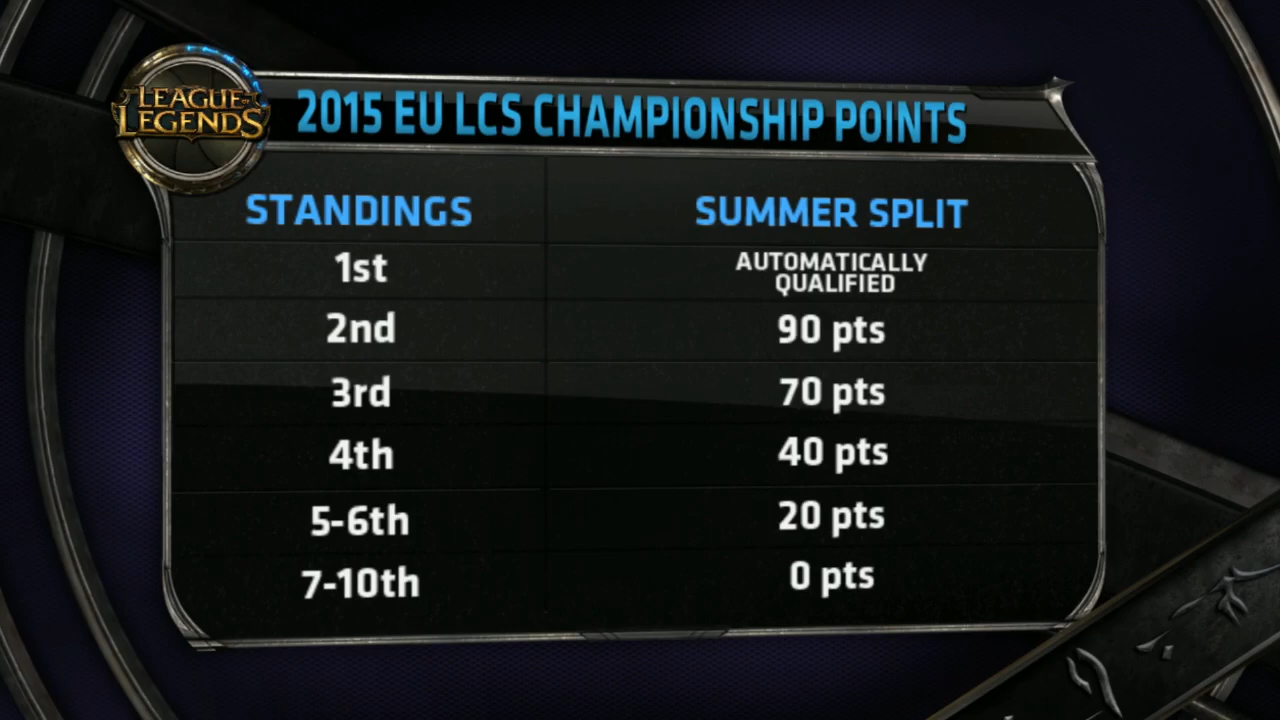 LEAGUE OF
LEGENDS
2015 EU LCS CHAMPIONSHIP POINTS
STANDINGS
SUMMER SPLIT
1st
AUTOMATICALLY
QUALIFIED
2nd
90 pts
3rd
70 pts
4th
40 pts
5-6th
20 pts
7-10th
0 pts